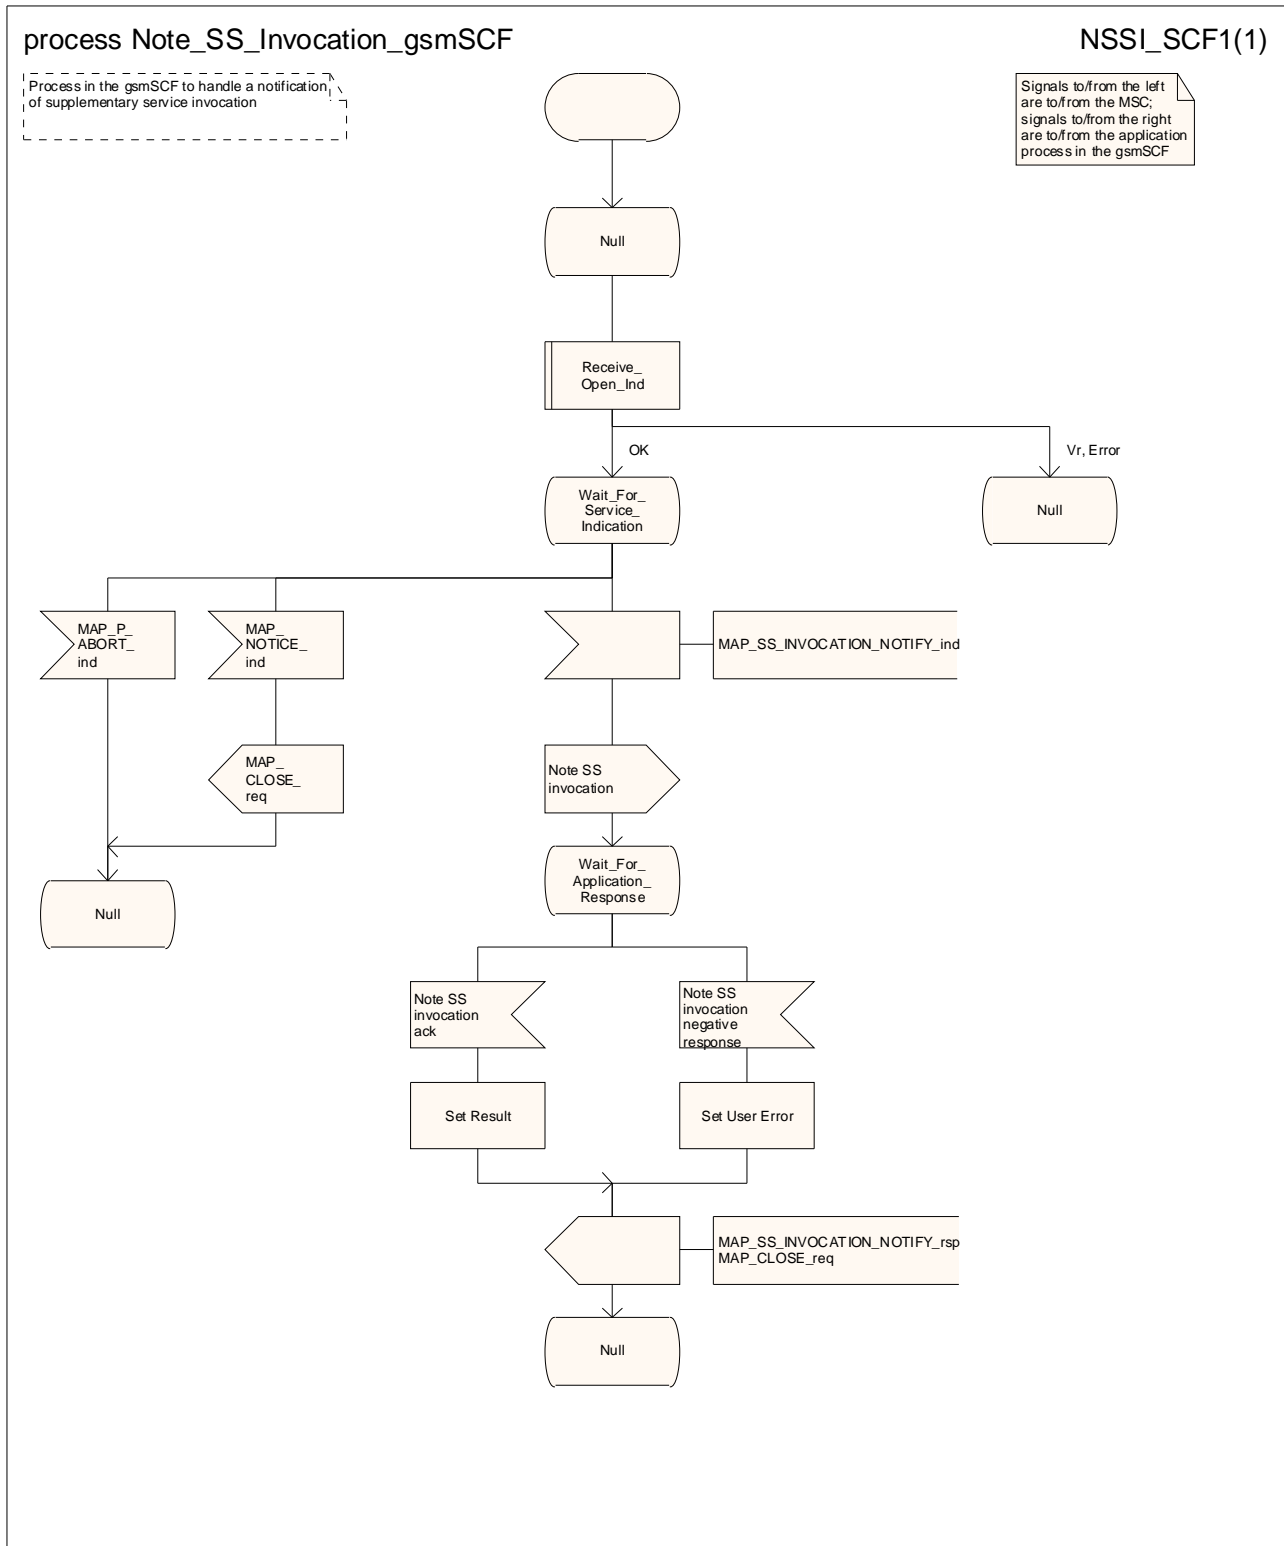 process Note_SS_Invocation_gsmSCF
NSSI_SCF1(1)
Process in the gsmSCF to handle a notification
of supplementary service invocation
Signals to/from the left
are to/from the MSC;
signals to/from the right
are to/from the application
process in the gsmSCF
Null
Receive_
Open_Ind
OK
Vr, Error
Wait_For_
Service_
Indication
Null
MAP_P_
ABORT_
ind
MAP_
NOTICE_
ind
MAP_SS_INVOCATION_NOTIFY_ind
MAP_
CLOSE_
req
Note SS
invocation
Wait_For_
Application_
Response
Null
Note SS
invocation
ack
Note SS
invocation
negative
response
Set Result
Set User Error
MAP_SS_INVOCATION_NOTIFY_rsp
MAP_CLOSE_req
Null